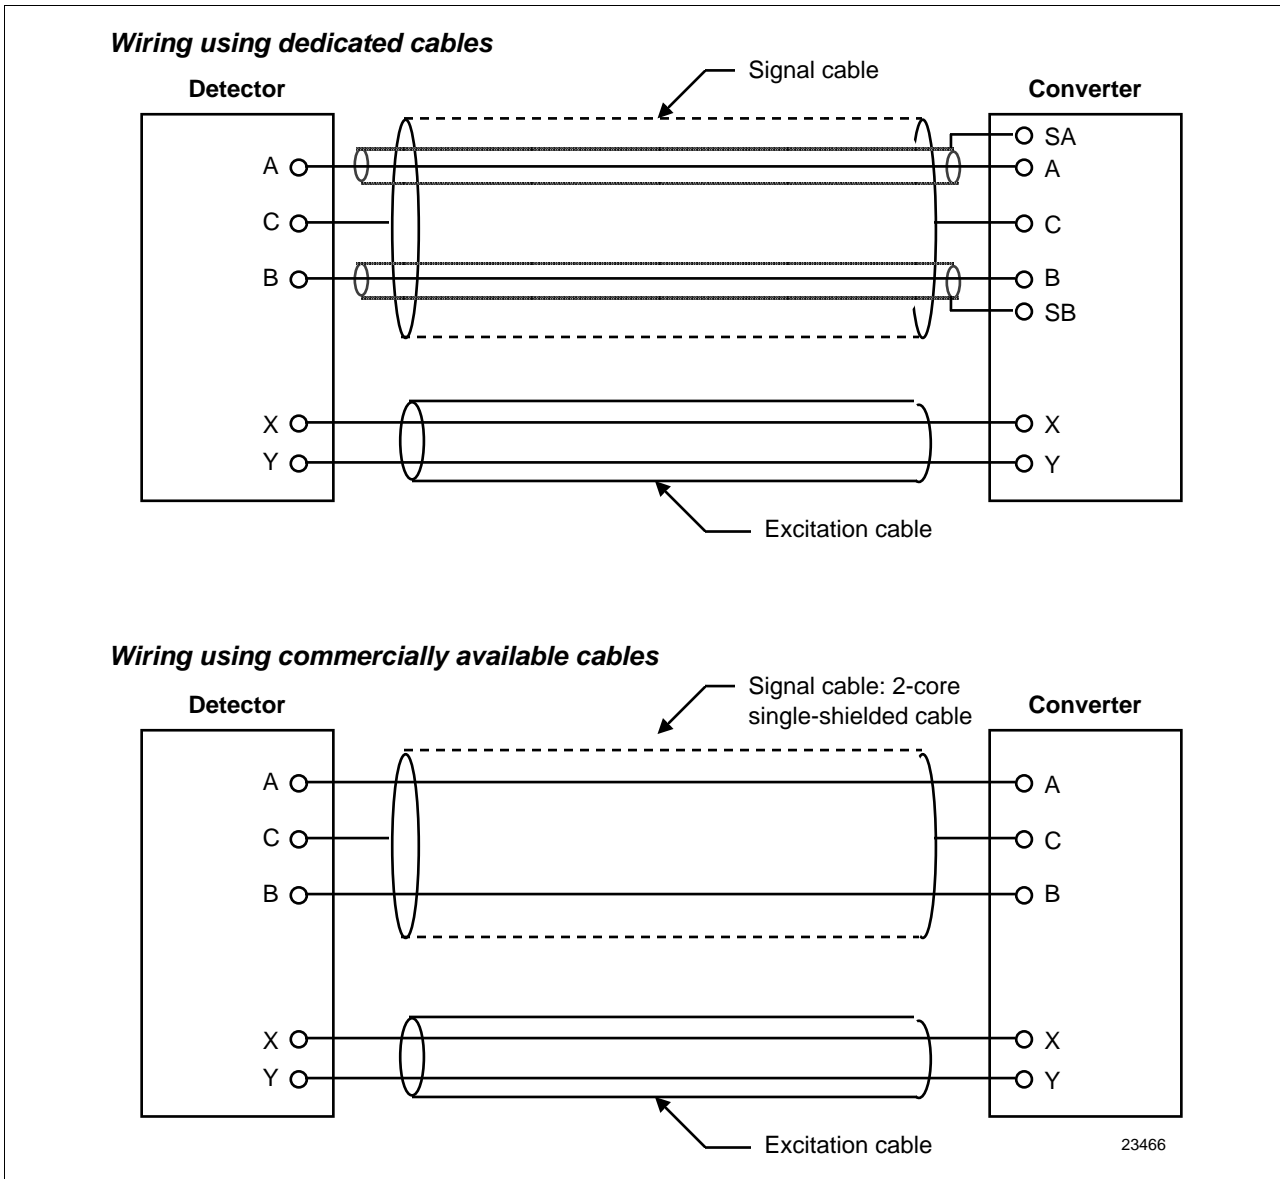 Wiring using dedicated cables
Signal cable
Detector
Converter
SA
A
A
C
C
B
B
SB
X
X
Y
Y
Excitation cable
Wiring using commercially available cables
Signal cable: 2-core
single-shielded cable
Detector
Converter
A
A
C
C
B
B
X
X
Y
Y
Excitation cable
23466